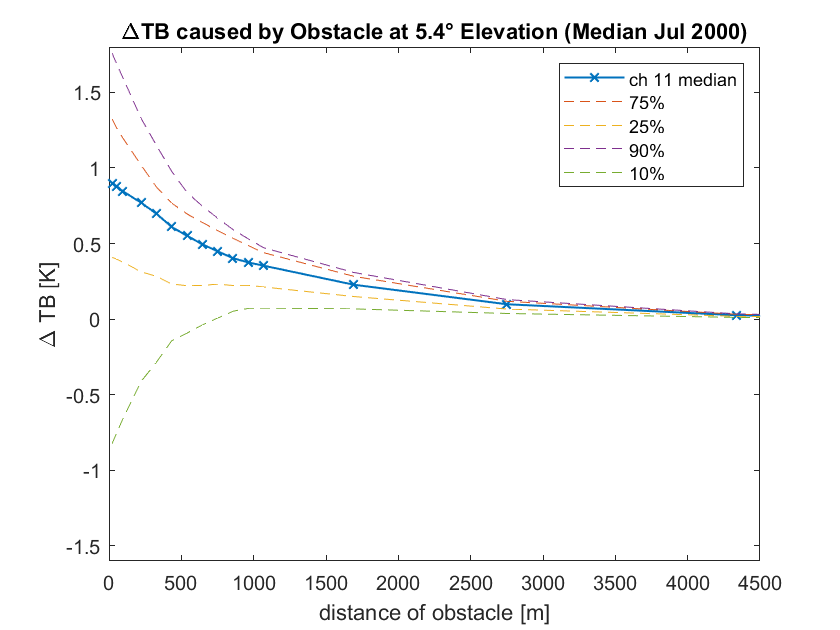 ΔTB caused by Obstacle at 5.4° Elevation (Median Jul 2000)
ch 11 median
75%
25%
90%
10%
1.5
1
0.5
0
-0.5
-1
-1.5
Δ TB [K]
0 500 1000 1500 2000 2500 3000 3500 4000 4500
distance of obstacle [m]